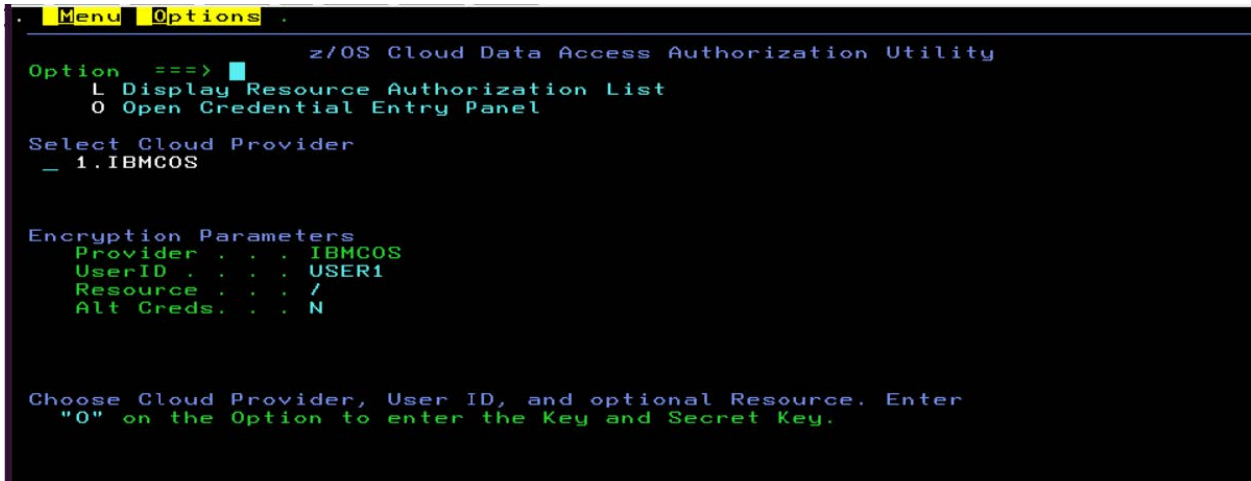 . Menu Options .
z/OS Cloud Data Access Authorization Utility
Option ===>
L Display Resource Authorization List
O Open Credential Entry Panel
Select Cloud Provider
_ 1.IBMCOS
Encryption Parameters
Provider . . . IBMCOS
UserID . . . . USER1
Resource . . . /
Alt Creds. . . N
Choose Cloud Provider, User ID, and optional Resource. Enter
"O" on the Option to enter the Key and Secret Key.